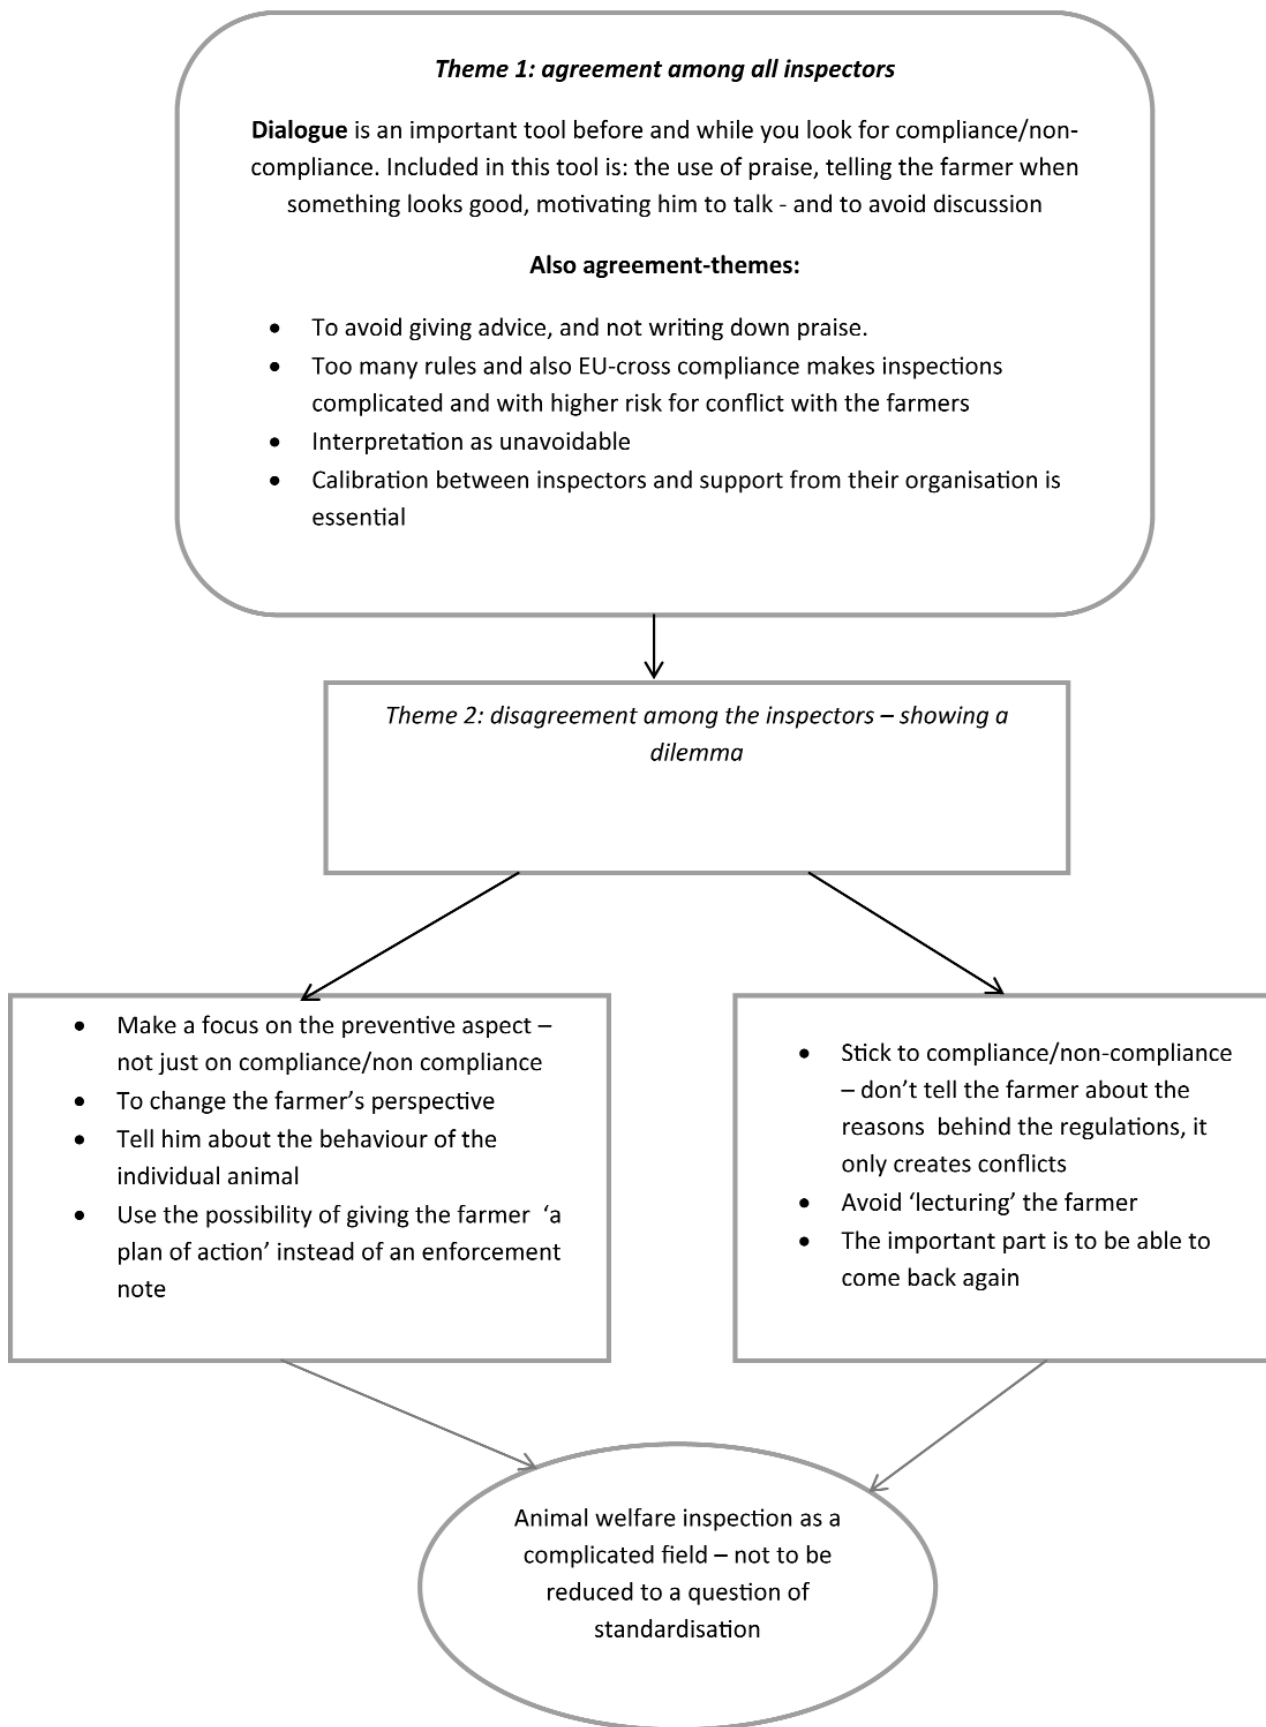 Theme 1: agreement among all inspectors
Dialogue is an important tool before and while you look for compliance/non-
compliance. Included in this tool is: the use of praise, telling the farmer when
something looks good, motivating him to talk - and to avoid discussion
Also agreement-themes:
• To avoid giving advice, and not writing down praise.
• Too many rules and also EU-cross compliance makes inspections
complicated and with higher risk for conflict with the farmers
• Interpretation as unavoidable
• Calibration between inspectors and support from their organisation is
essential
Theme 2: disagreement among the inspectors – showing a
dilemma
• Make a focus on the preventive aspect –
not just on compliance/non compliance
• To change the farmer’s perspective
• Tell him about the behaviour of the
individual animal
• Use the possibility of giving the farmer ‘a
plan of action’ instead of an enforcement
note
• Stick to compliance/non-compliance
– don’t tell the farmer about the
reasons behind the regulations, it
only creates conflicts
• Avoid ‘lecturing’ the farmer
• The important part is to be able to
come back again
Animal welfare inspection as a
complicated field – not to be
reduced to a question of
standardisation